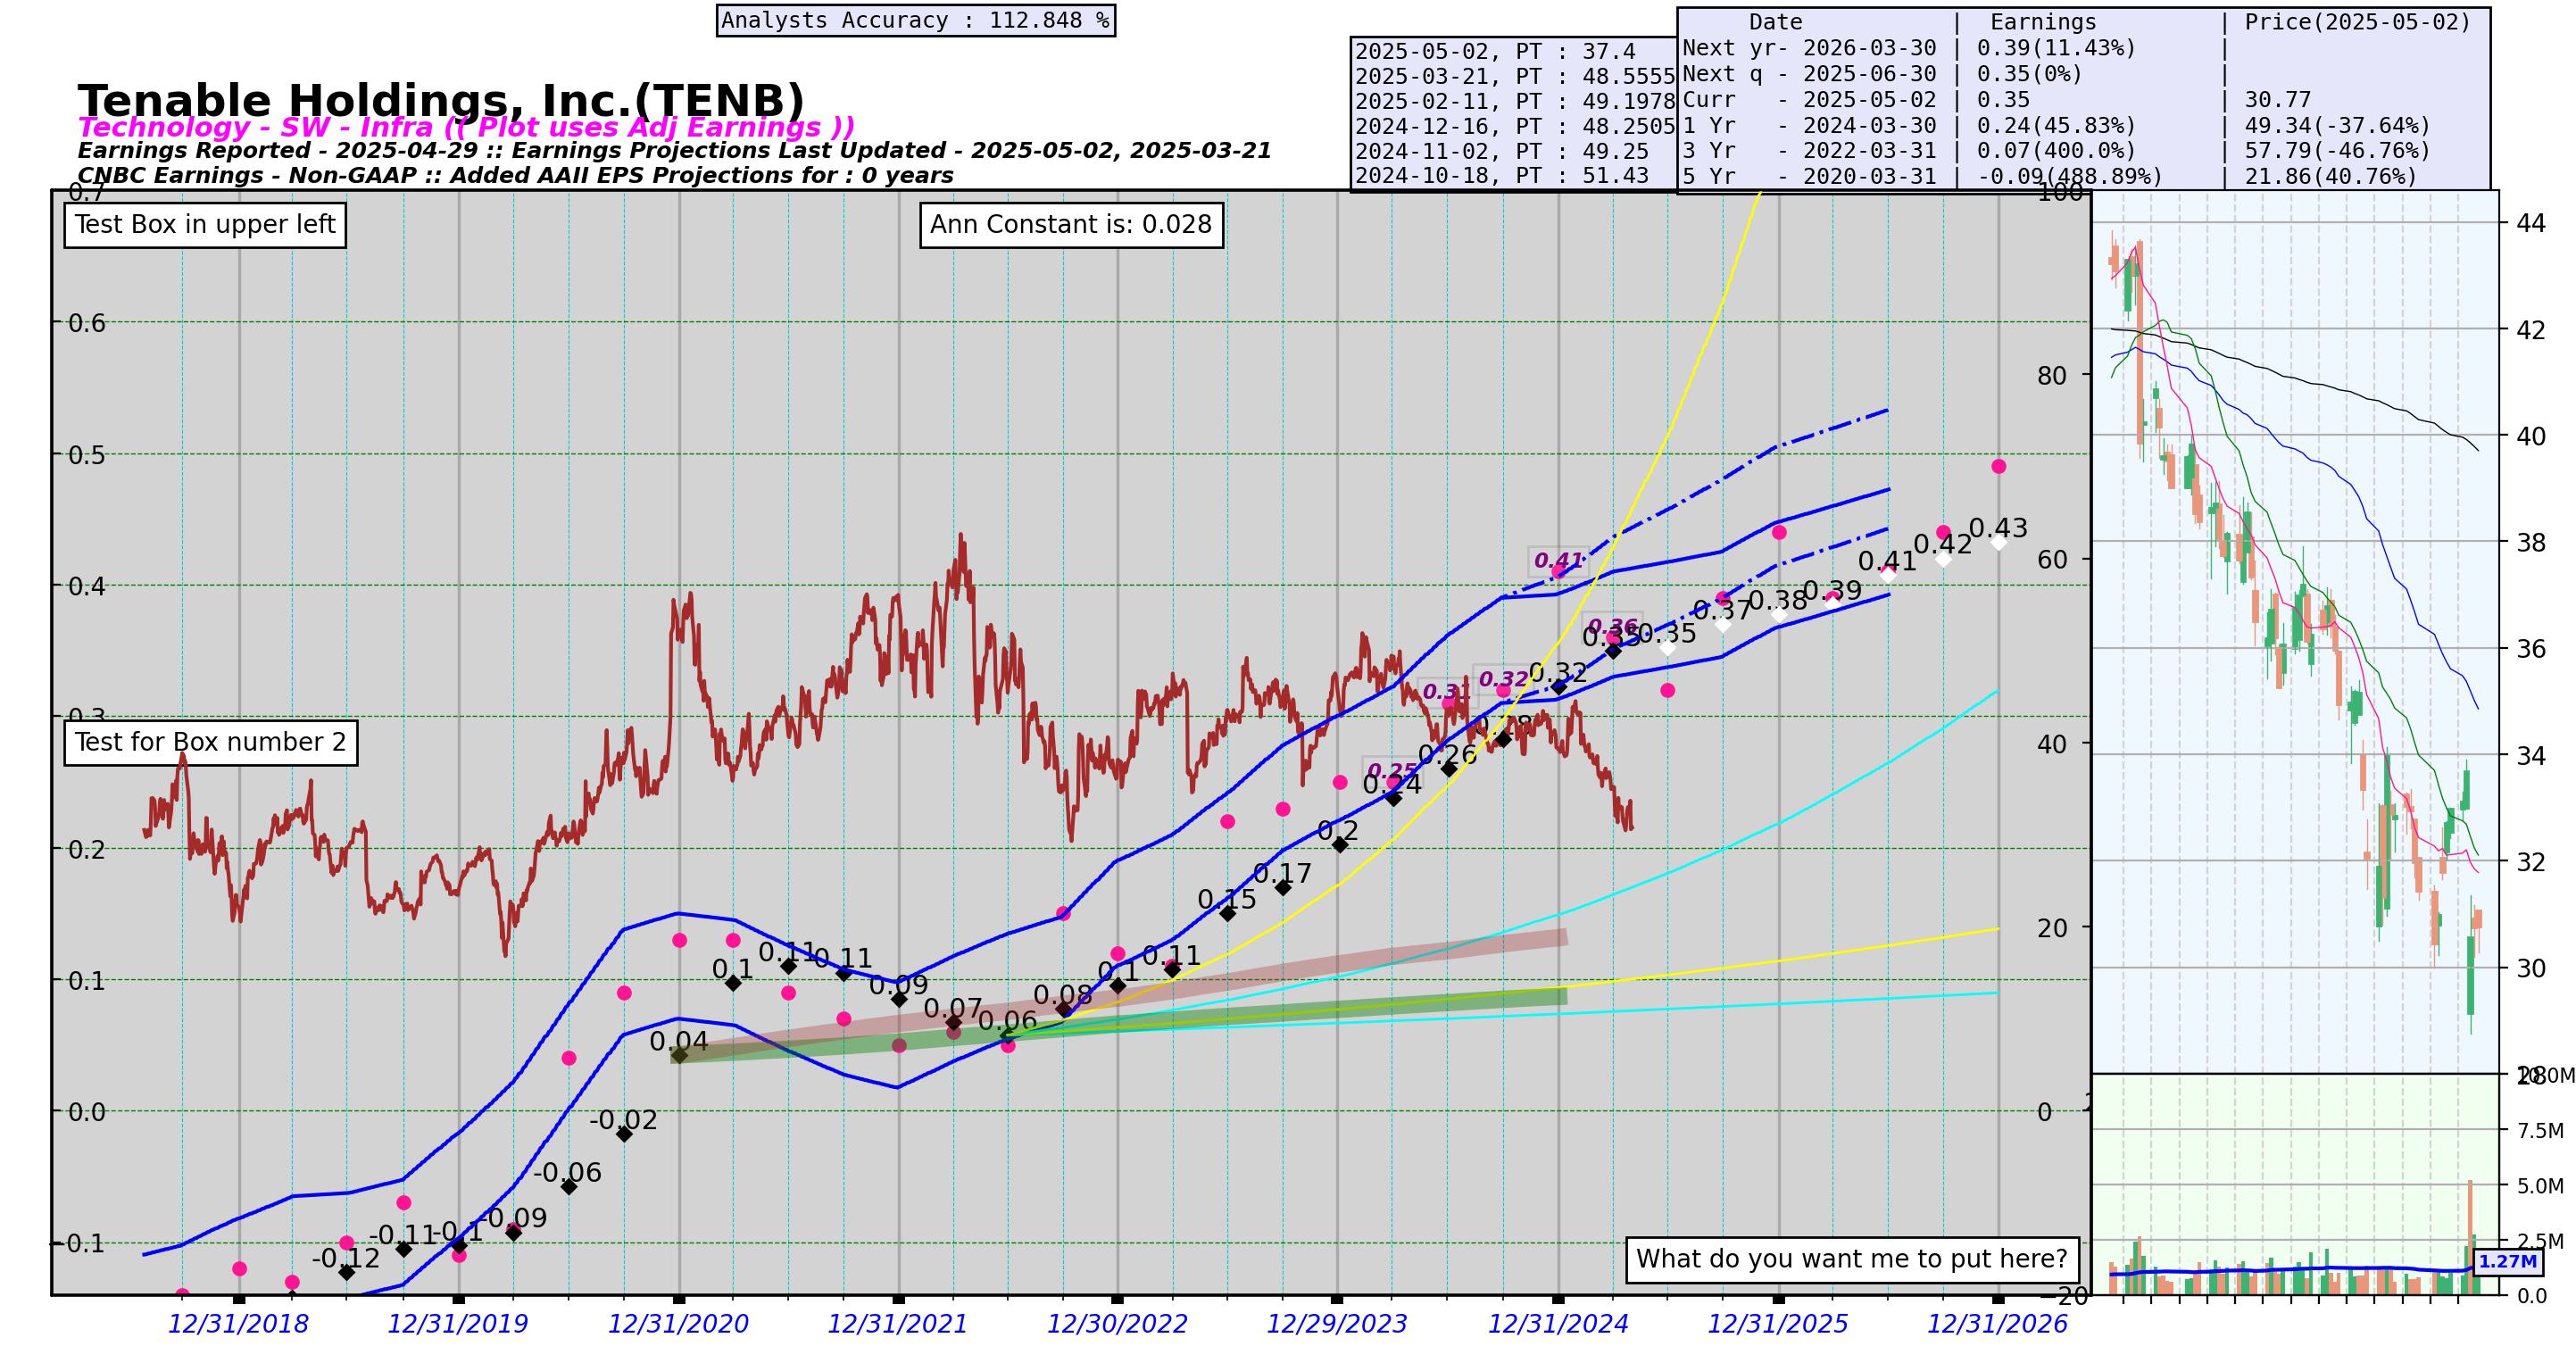 Analysts Accuracy : 112.848 %
Date | Earnings | Price(2025-05-02)
Next yr- 2026-03-30 | 0.39(11.43%) |
Next q - 2025-06-30 | 0.35(0%) |
Curr - 2025-05-02 | 0.35 | 30.77
1 Yr - 2024-03-30 | 0.24(45.83%) | 49.34(-37.64%)
3 Yr - 2022-03-31 | 0.07(400.0%) | 57.79(-46.76%)
5 Yr - 2020-03-31 | -0.09(488.89%) | 21.86(40.76%)
2025-05-02, PT : 37.4
2025-03-21, PT : 48.5555
2025-02-11, PT : 49.1978
2024-12-16, PT : 48.2505
2024-11-02, PT : 49.25
2024-10-18, PT : 51.43
Tenable Holdings, Inc.(TENB)
Technology - SW - Infra (( Plot uses Adj Earnings ))
Earnings Reported - 2025-04-29 :: Earnings Projections Last Updated - 2025-05-02, 2025-03-21
CNBC Earnings - Non-GAAP :: Added AAII EPS Projections for : 0 years
Test Box in upper left
Ann Constant is: 0.028
Test for Box number 2
What do you want me to put here?
0.7
0.6
0.5
0.4
0.3
0.2
0.1
0.0
−0.1
-0.12
-0.11
-0.1
-0.09
-0.06
-0.02
0.04
0.1
0.11
0.11
0.09
0.07
0.06
0.08
0.1
0.11
0.15
0.17
0.2
0.24
0.26
0.28
0.32
0.35
0.35
0.37
0.38
0.39
0.41
0.42
0.43
0.25
0.31
0.32
0.41
0.36
100
80
60
40
20
0
−20
44
42
40
38
36
34
32
30
28
10.0M
7.5M
5.0M
2.5M
1.27M
0.0
12/31/2018
12/31/2019
12/31/2020
12/31/2021
12/30/2022
12/29/2023
12/31/2024
12/31/2025
12/31/2026